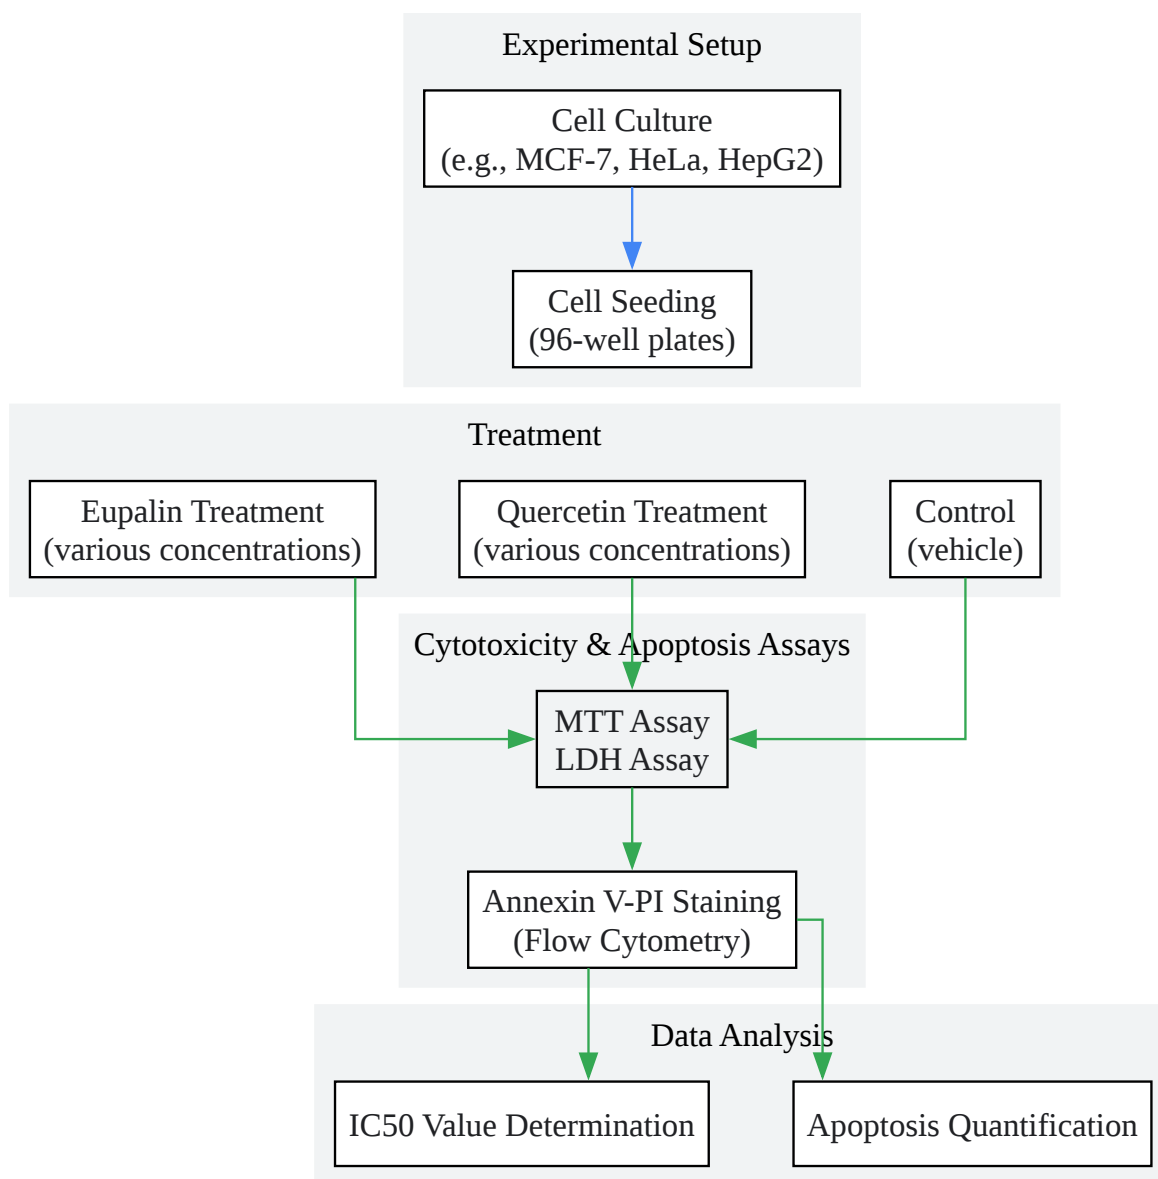 Experimental Setup
Cell Culture
(e.g., MCF-7, HeLa, HepG2)
Cell Seeding
(96-well plates)
Treatment
Eupalin Treatment
(various concentrations)
Quercetin Treatment
(various concentrations)
Control
(vehicle)
Cytotoxicity & Apoptosis Assays
MTT Assay
LDH Assay
Annexin V-PI Staining
(Flow Cytometry)
Data Analysis
IC50 Value Determination
Apoptosis Quantification